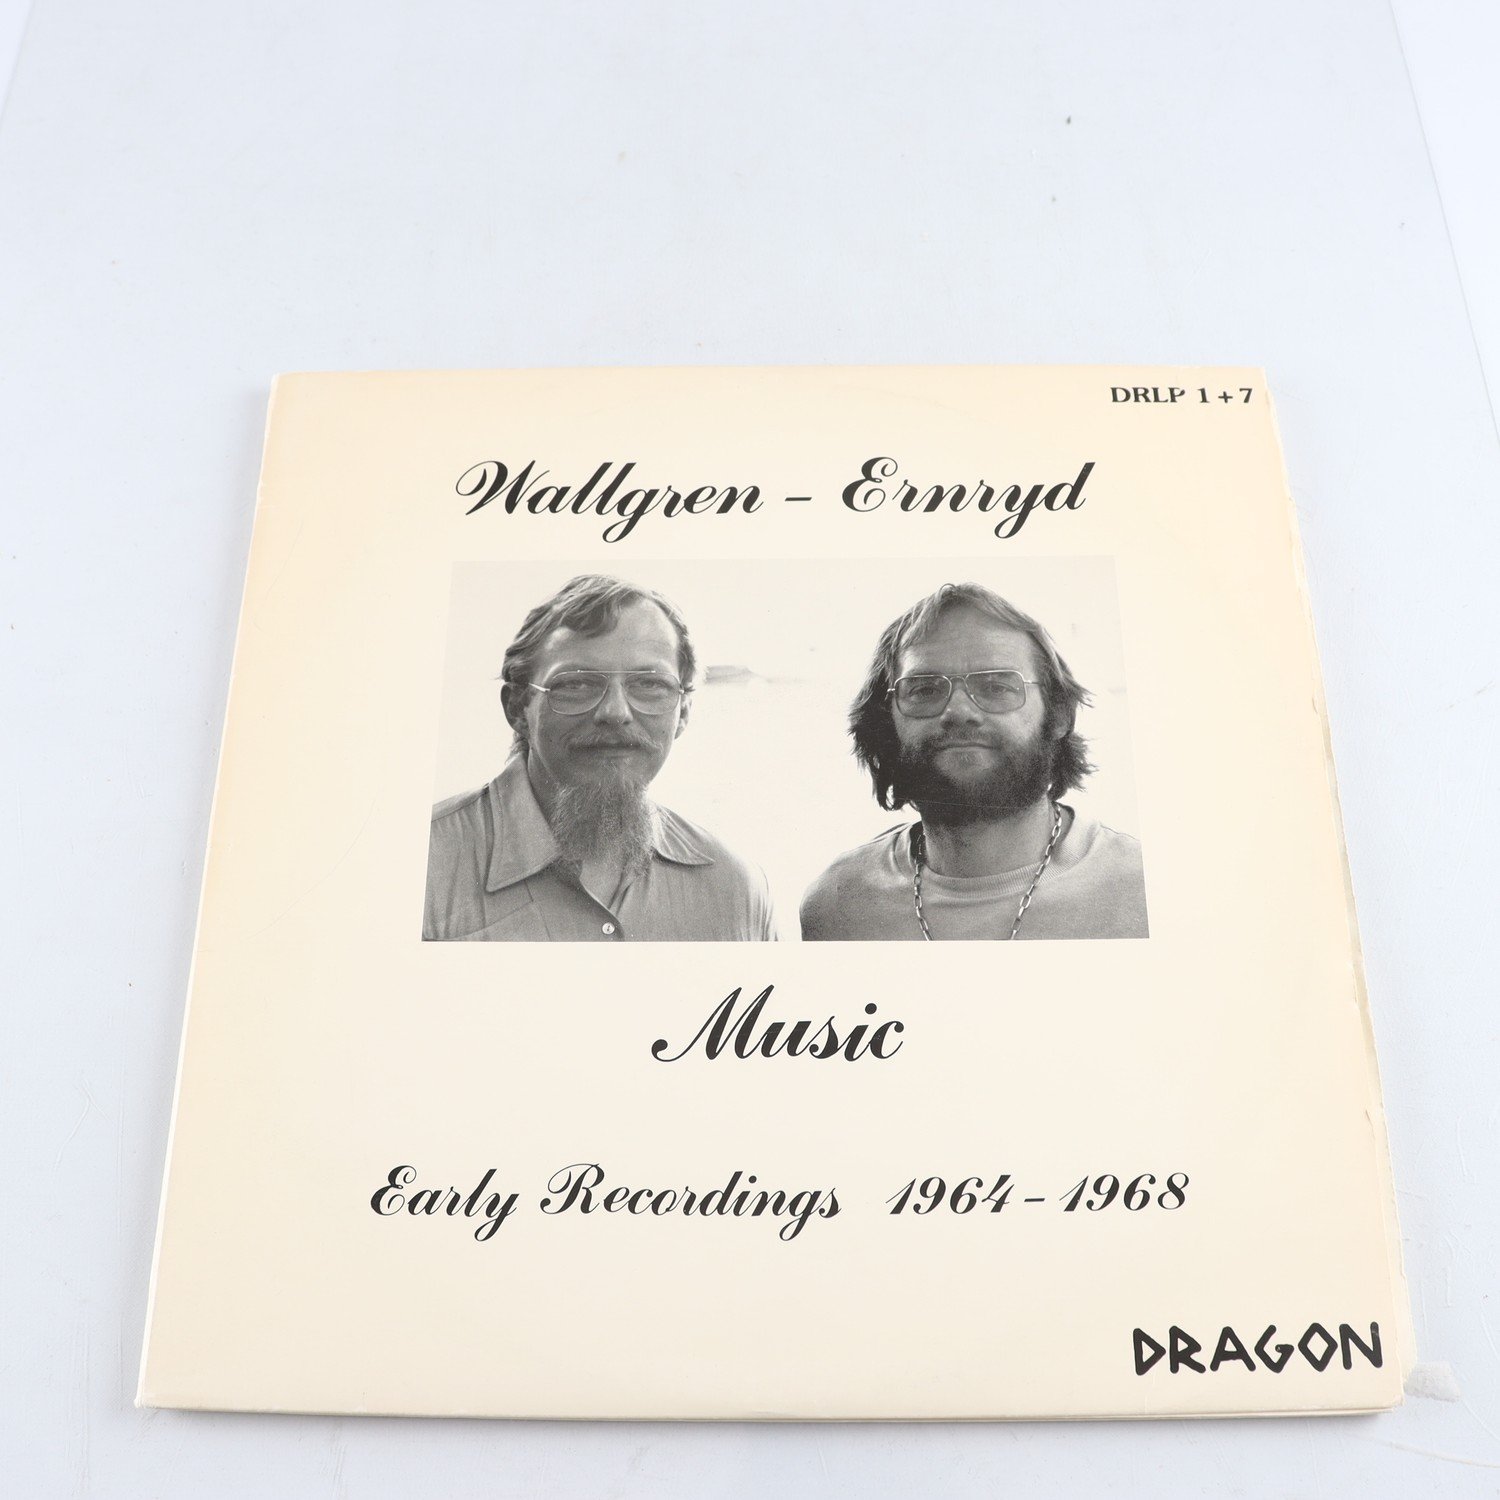 DRLP 1 + 7
Wallgren – Ernryd
Music
Early Recordings 1964 – 1968
DRAGON